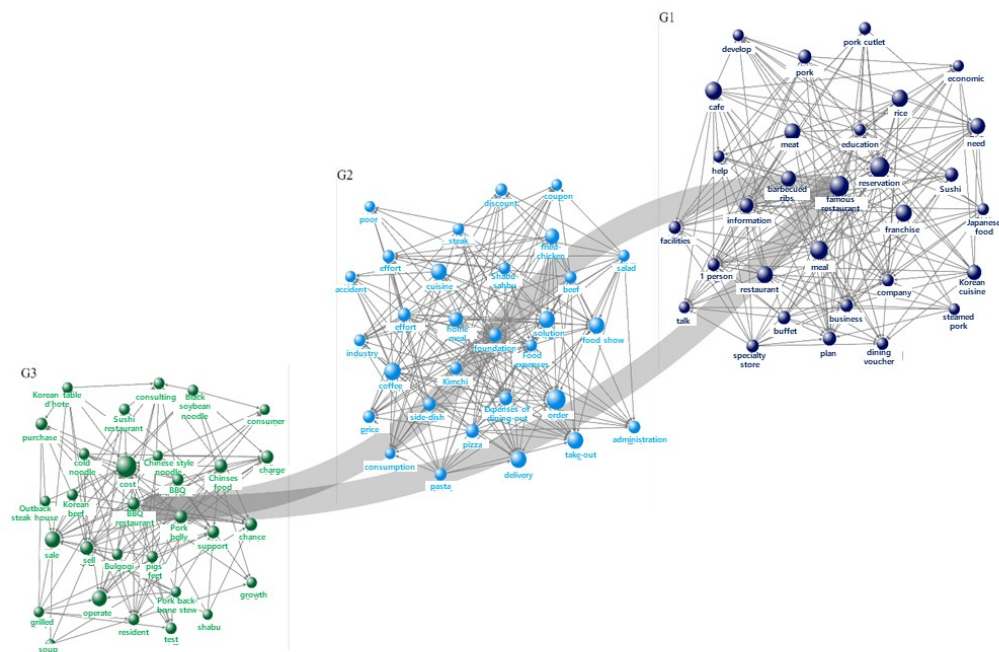 G1
develop
pork cutlet
pork
economic
cafe
rice
meat
education
need
help
barbecued
ribs
reservation
famous
restaurant
Sushi
information
franchise
Japanese
food
facilities
meal
1 person
restaurant
company
Korean
cuisine
talk
buffet
business
steamed
pork
specialty
store
plan
dining
voucher
G2
poor
discount
coupon
steak
fried
chicken
effort
cuisine
Shabu
sahbu
beef
salad
accident
effort
home
meal
solution
food show
industry
foundation
Food
expenses
coffee
Kimchi
price
side-dish
Expenses of
dining-out
order
pizza
take-out
administration
consumption
pasta
delivery
G3
Korean table
d'hote
consulting
Black
soybean
noodle
purchase
Sushi
restaurant
consumer
cold
noodle
cost
Chinese style
noodle
BBQ
Chinses
food
charge
Outback
steak house
Korean
beef
BBQ
restaurant
Pork
belly
support
chance
sale
sell
Bulgogi
pigs
feet
growth
grilled
operate
Pork back
bone stew
resident
test
shabu
soup